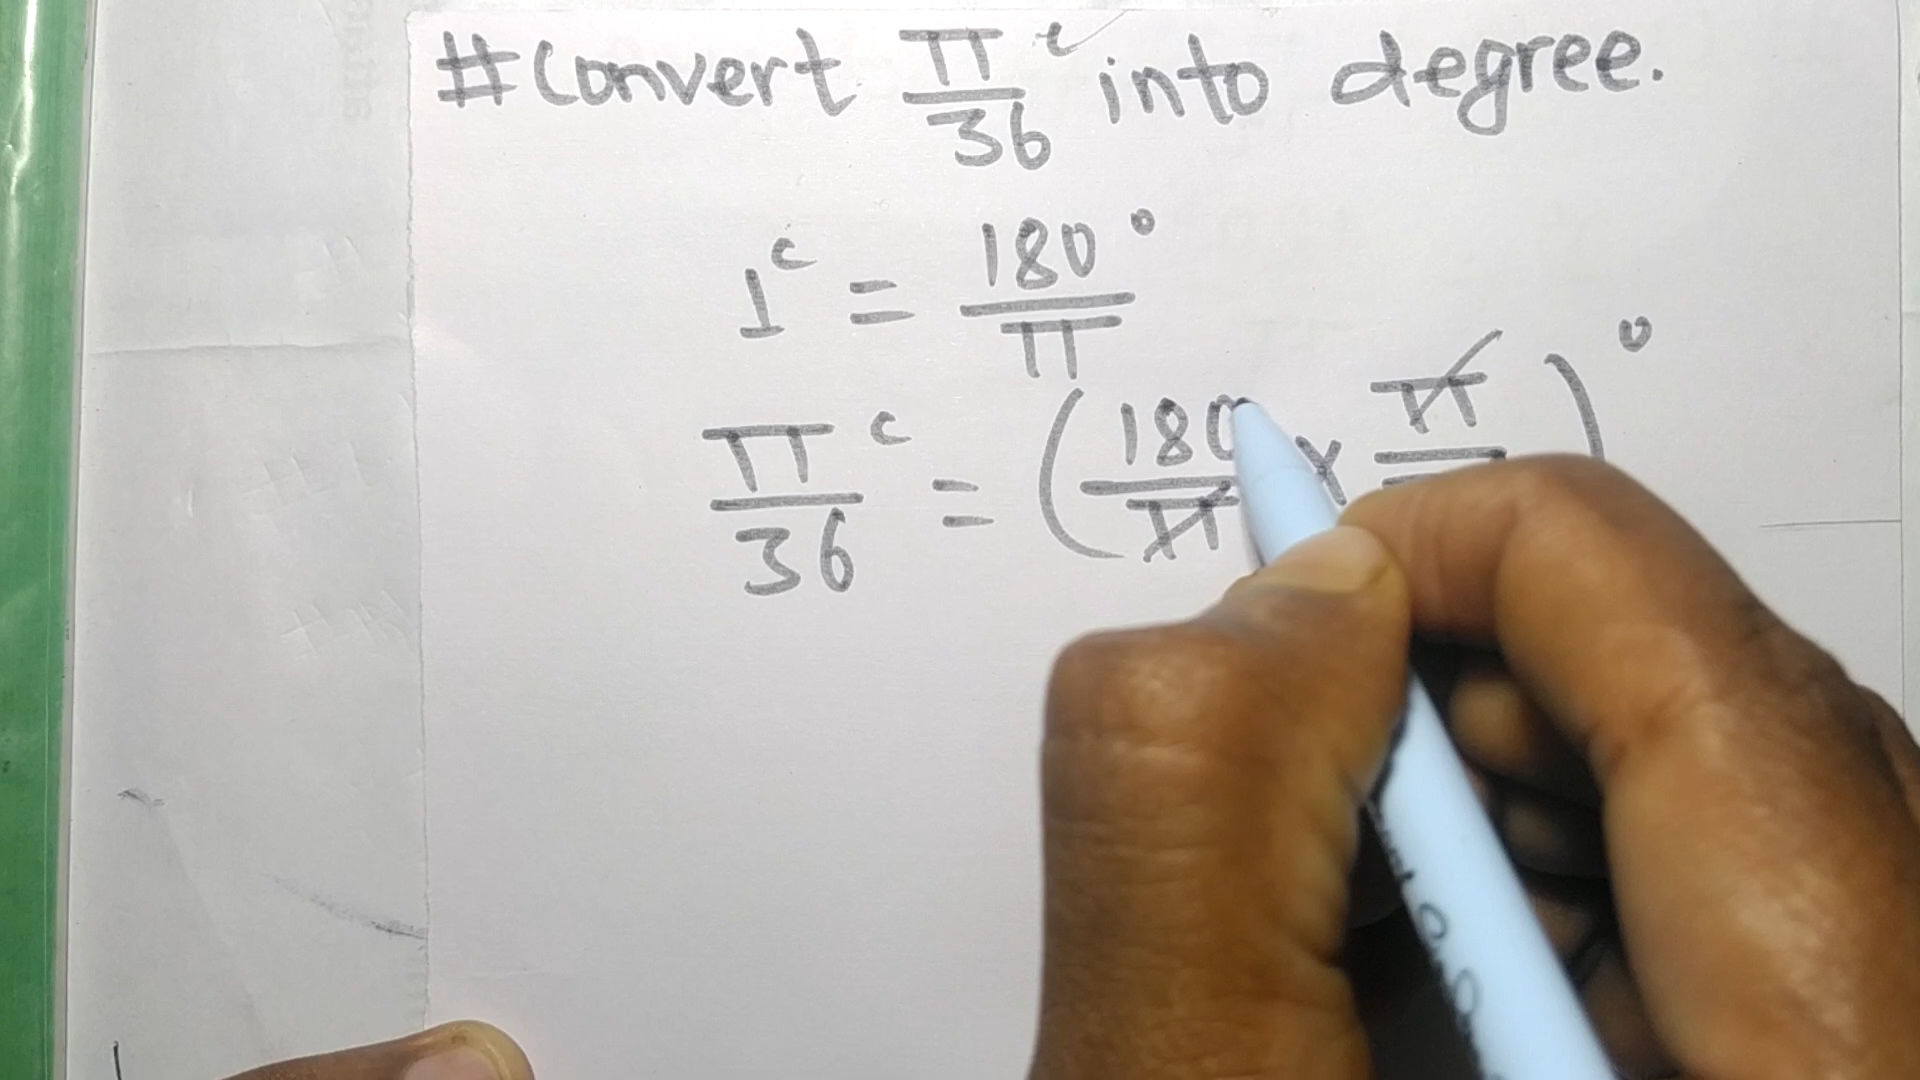 #Convert π/36 ᶜ into degree.
1ᶜ = 180°/π
π/36 ᶜ = (180/π × π/
)°